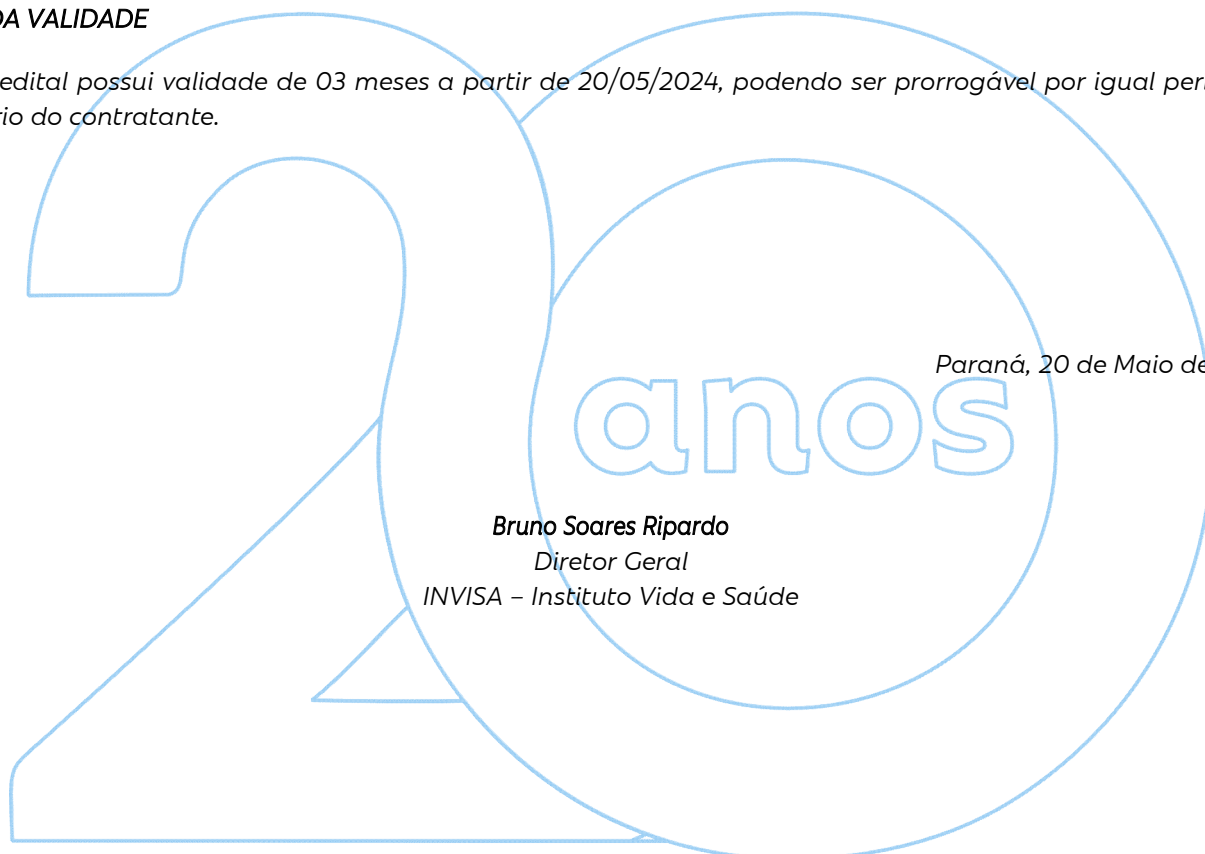 DA VALIDADE
edital possui validade de 03 meses a partir de 20/05/2024, podendo ser prorrogável por igual per
rio do contratante.
Paraná, 20 de Maio de
20
anos
Bruno Soares Ripardo
Diretor Geral
INVISA – Instituto Vida e Saúde